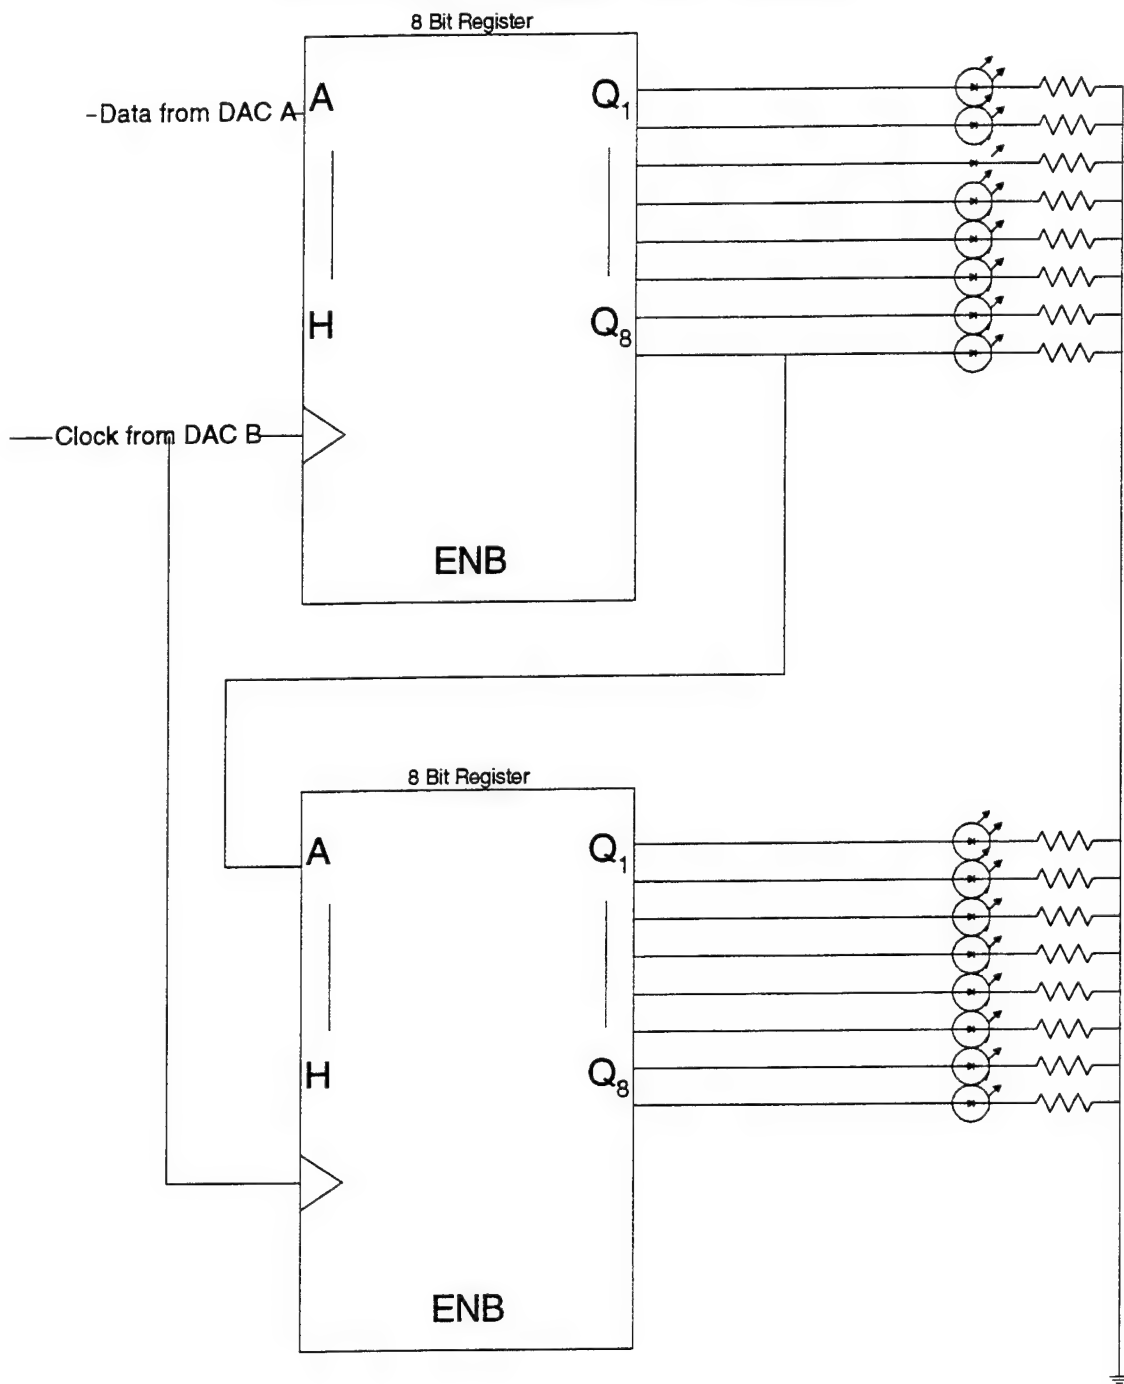 8 Bit Register
A Q1
-Data from DAC A
H Q8
Clock from DAC B
ENB
8 Bit Register
A Q1
H Q8
ENB